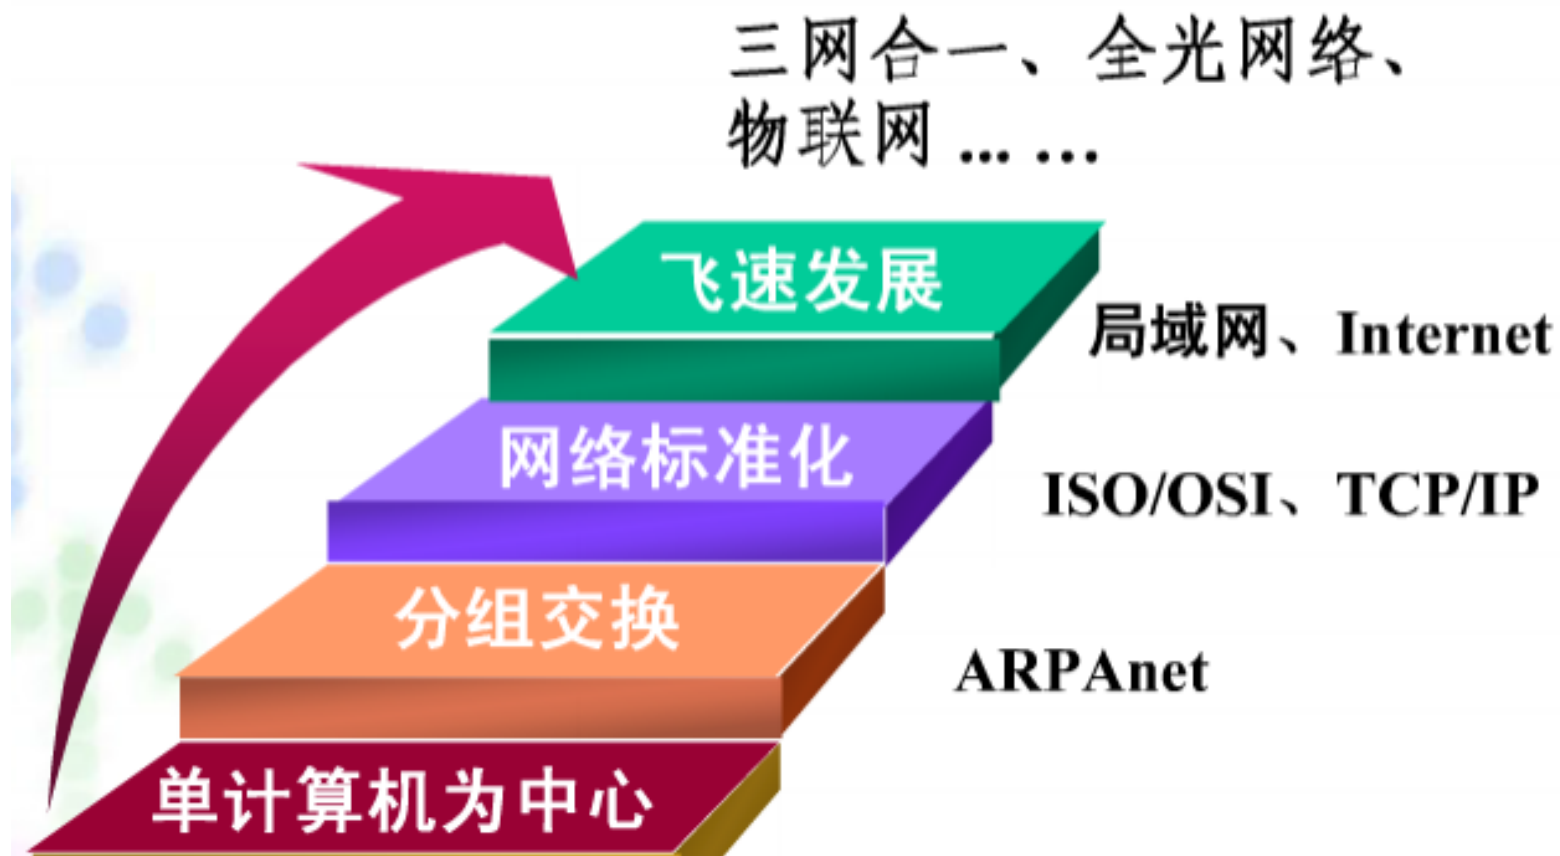 三网合一、全光网络、
物联网... ...
飞速发展
局域网、Internet
网络标准化
ISO/OSI、TCP/IP
分组交换
ARPAnet
单计算机为中心